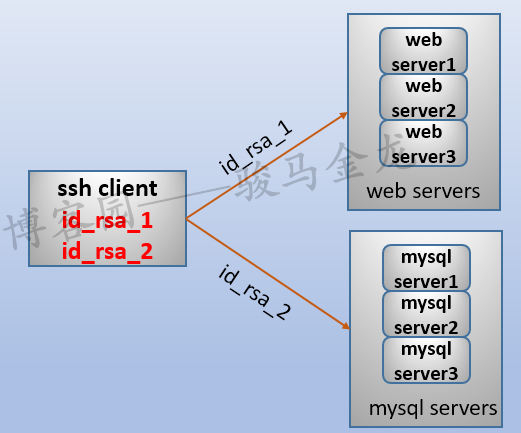 ssh client
id_rsa_1
id_rsa_2
id_rsa_1
id_rsa_2
web
server1
web
server2
web
server3
web servers
mysql
server1
mysql
server2
mysql
server3
mysql servers
博客园——骏马金龙